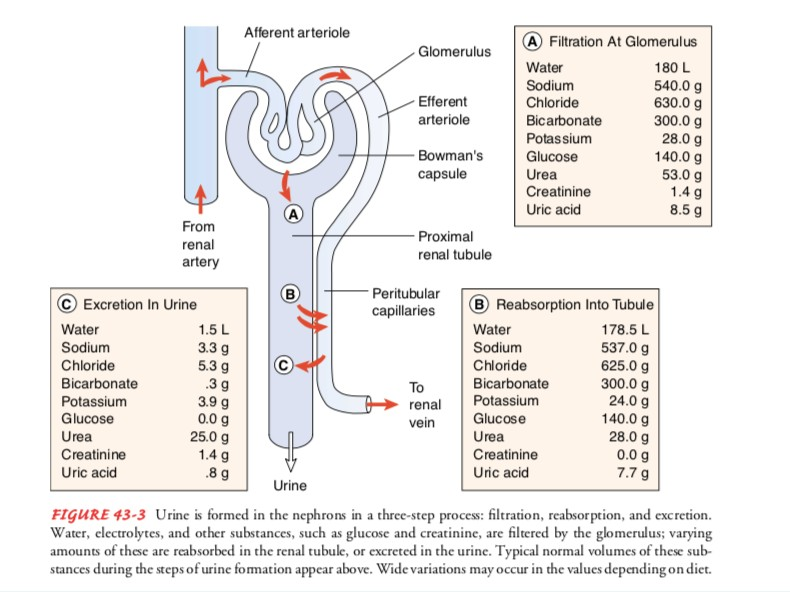 Afferent arteriole
Glomerulus
Efferent
arteriole
Bowman's
capsule
A
From
renal
artery
Proximal
renal tubule
B
Peritubular
capillaries
C
To
renal
vein
Urine
A Filtration At Glomerulus
Water 180 L
Sodium 540.0 g
Chloride 630.0 g
Bicarbonate 300.0 g
Potassium 28.0 g
Glucose 140.0 g
Urea 53.0 g
Creatinine 1.4 g
Uric acid 8.5 g
C Excretion In Urine
Water 1.5 L
Sodium 3.3 g
Chloride 5.3 g
Bicarbonate .3 g
Potassium 3.9 g
Glucose 0.0 g
Urea 25.0 g
Creatinine 1.4 g
Uric acid .8 g
B Reabsorption Into Tubule
Water 178.5 L
Sodium 537.0 g
Chloride 625.0 g
Bicarbonate 300.0 g
Potassium 24.0 g
Glucose 140.0 g
Urea 28.0 g
Creatinine 0.0 g
Uric acid 7.7 g
FIGURE 43-3 Urine is formed in the nephrons in a three-step process: filtration, reabsorption, and excretion.
Water, electrolytes, and other substances, such as glucose and creatinine, are filtered by the glomerulus; varying
amounts of these are reabsorbed in the renal tubule, or excreted in the urine. Typical normal volumes of these sub-
stances during the steps of urine formation appear above. Wide variations may occur in the values depending on diet.